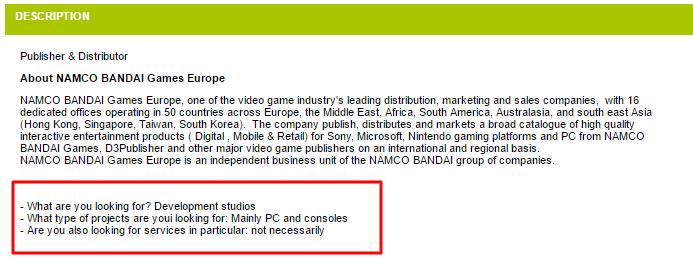 DESCRIPTION
Publisher & Distributor
About NAMCO BANDAI Games Europe
NAMCO BANDAI Games Europe, one of the video game industry's leading distribution, marketing and sales companies, with 16
dedicated offices operating in 50 countries across Europe, the Middle East, Africa, South America, Australasia, and south east Asia
(Hong Kong, Singapore, Taiwan, South Korea). The company publish, distributes and markets a broad catalogue of high quality
interactive entertainment products ( Digital , Mobile & Retail) for Sony, Microsoft, Nintendo gaming platforms and PC from NAMCO
BANDAI Games, D3Publisher and other major video game publishers on an international and regional basis.
NAMCO BANDAI Games Europe is an independent business unit of the NAMCO BANDAI group of companies.
- What are you looking for? Development studios
- What type of projects are youi looking for: Mainly PC and consoles
- Are you also looking for services in particular: not necessarily